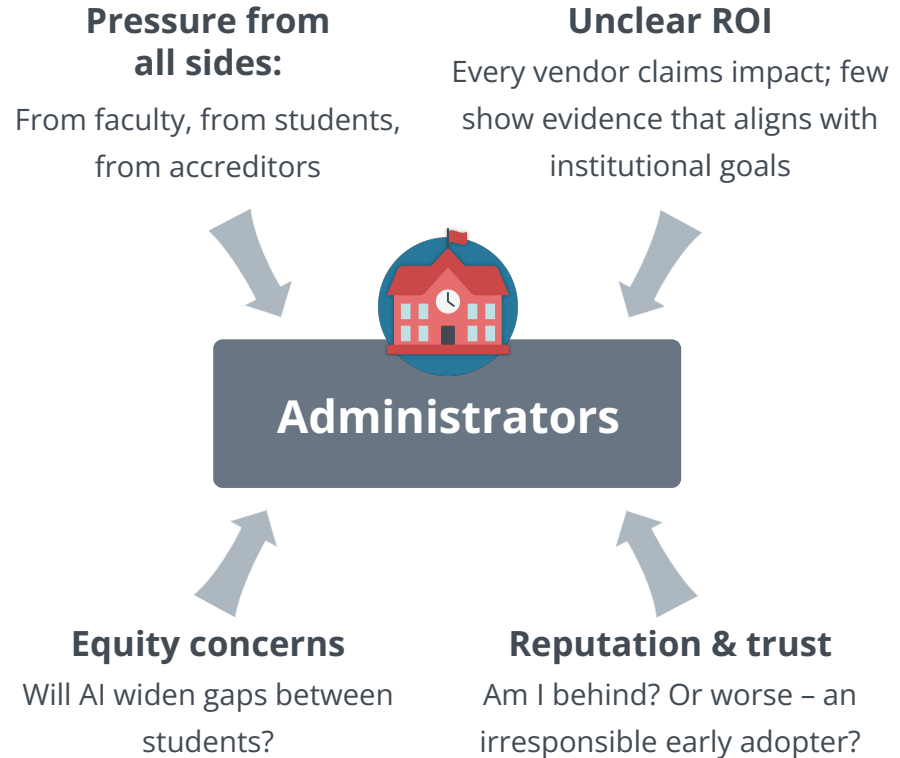 Pressure from
all sides:
From faculty, from students,
from accreditors
Unclear ROI
Every vendor claims impact; few
show evidence that aligns with
institutional goals
Administrators
Equity concerns
Will AI widen gaps between
students?
Reputation & trust
Am I behind? Or worse – an
irresponsible early adopter?